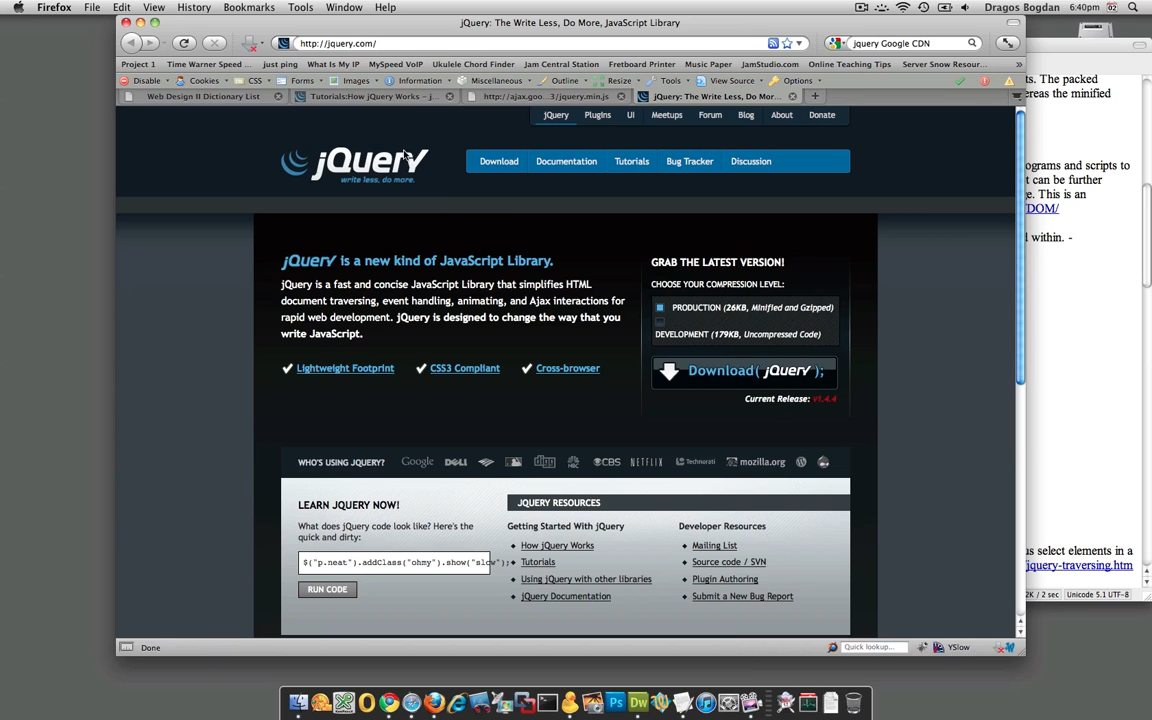 Firefox File Edit View History Bookmarks Tools Window Help Dragos Bogdan 6:40pm 02
jQuery: The Write Less, Do More, JavaScript Library
http://jquery.com/ jquery Google CDN
Project 1 Time Warner Speed ... just ping What Is My IP MySpeed VoIP Ukulele Chord Finder Jam Central Station Fretboard Printer Music Paper JamStudio.com Online Teaching Tips Server Snow Resour... »
Disable Cookies CSS Forms Images Information Miscellaneous Outline Resize Tools View Source Options
Web Design II Dictionary List Tutorials:How jQuery Works - j... http://ajax.goo...3/jquery.min.js jQuery: The Write Less, Do Mor...
jQuery Plugins UI Meetups Forum Blog About Donate
jQuery
write less, do more.
Download Documentation Tutorials Bug Tracker Discussion
jQuery is a new kind of JavaScript Library.
jQuery is a fast and concise JavaScript Library that simplifies HTML
document traversing, event handling, animating, and Ajax interactions for
rapid web development. jQuery is designed to change the way that you
write JavaScript.
Lightweight Footprint CSS3 Compliant Cross-browser
GRAB THE LATEST VERSION!
CHOOSE YOUR COMPRESSION LEVEL:
PRODUCTION (26KB, Minified and Gzipped)
DEVELOPMENT (179KB, Uncompressed Code)
Download( jQuery );
Current Release: v1.4.4
WHO'S USING JQUERY? Google DELL digg NBC CBS NETFLIX Technorati mozilla.org
LEARN JQUERY NOW!
What does jQuery code look like? Here's the
quick and dirty:
$("p.neat").addClass("ohmy").show("slow");
RUN CODE
JQUERY RESOURCES
Getting Started With jQuery
How jQuery Works
Tutorials
Using jQuery with other libraries
jQuery Documentation
Developer Resources
Mailing List
Source code / SVN
Plugin Authoring
Submit a New Bug Report
Done Quick lookup... YSlow
ts. The packed
ereas the minified
ograms and scripts to
t can be further
ge. This is an
DOM/
d within. -
us select elements in a
/jquery-traversing.htm
2K / 2 sec Unicode 5.1 UTF-8
Ps Dw